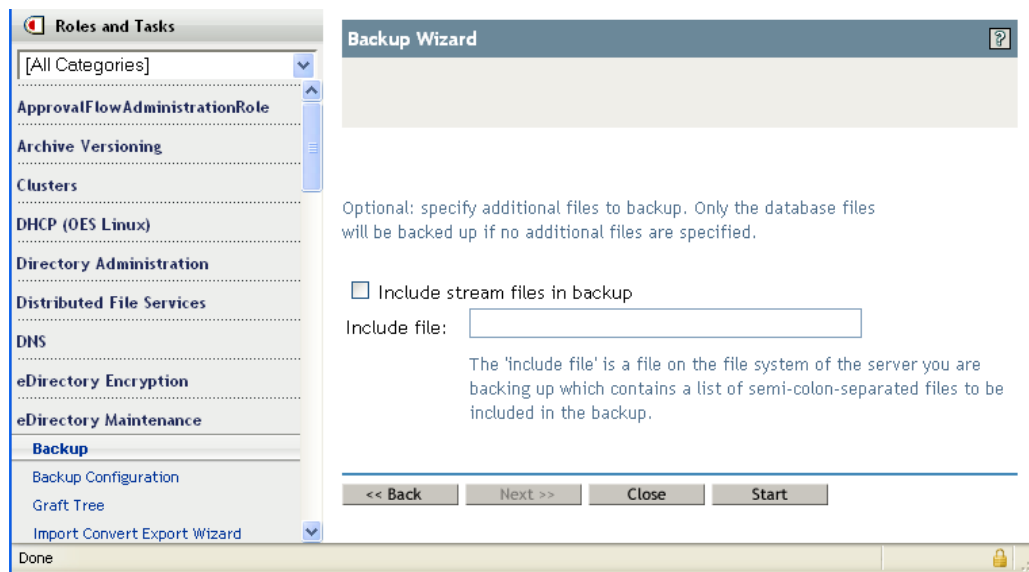 Roles and Tasks
[All Categories]
ApprovalFlowAdministrationRole
Archive Versioning
Clusters
DHCP (OES Linux)
Directory Administration
Distributed File Services
DNS
eDirectory Encryption
eDirectory Maintenance
Backup
Backup Configuration
Graft Tree
Import Convert Export Wizard
Backup Wizard
?
Optional: specify additional files to backup. Only the database files
will be backed up if no additional files are specified.
Include stream files in backup
Include file:
The 'include file' is a file on the file system of the server you are
backing up which contains a list of semi-colon-separated files to be
included in the backup.
<< Back
Next >>
Close
Start
Done